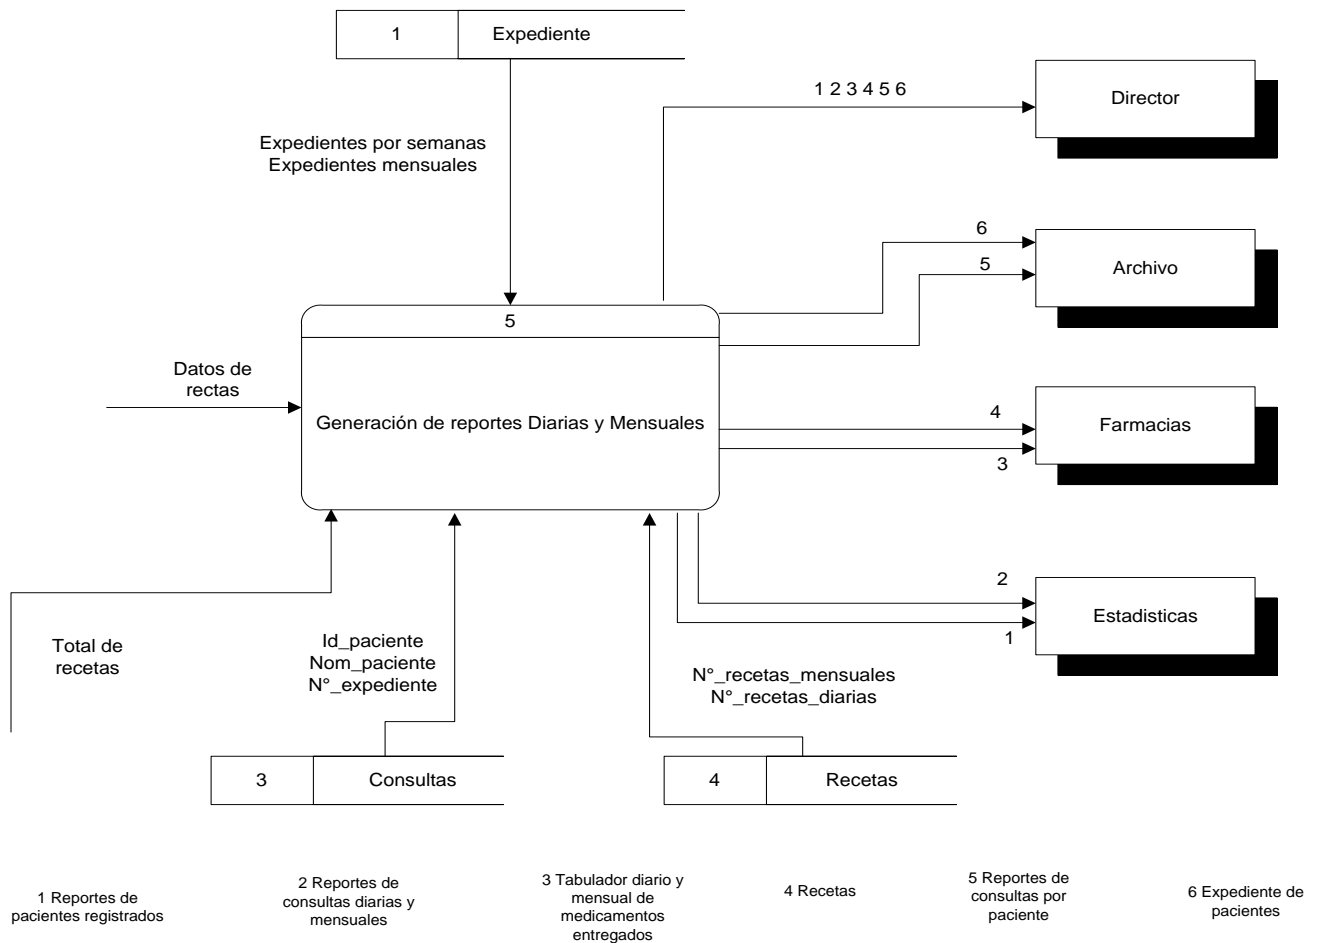 1
Expediente
1 2 3 4 5 6
Director
Expedientes por semanas
Expedientes mensuales
6
5
Archivo
5
Generación de reportes Diarias y Mensuales
Datos de
rectas
4
3
Farmacias
2
1
Estadisticas
Total de
recetas
Id_paciente
Nom_paciente
N°_expediente
N°_recetas_mensuales
N°_recetas_diarias
3
Consultas
4
Recetas
1 Reportes de
pacientes registrados
2 Reportes de
consultas diarias y
mensuales
3 Tabulador diario y
mensual de
medicamentos
entregados
4 Recetas
5 Reportes de
consultas por
paciente
6 Expediente de
pacientes